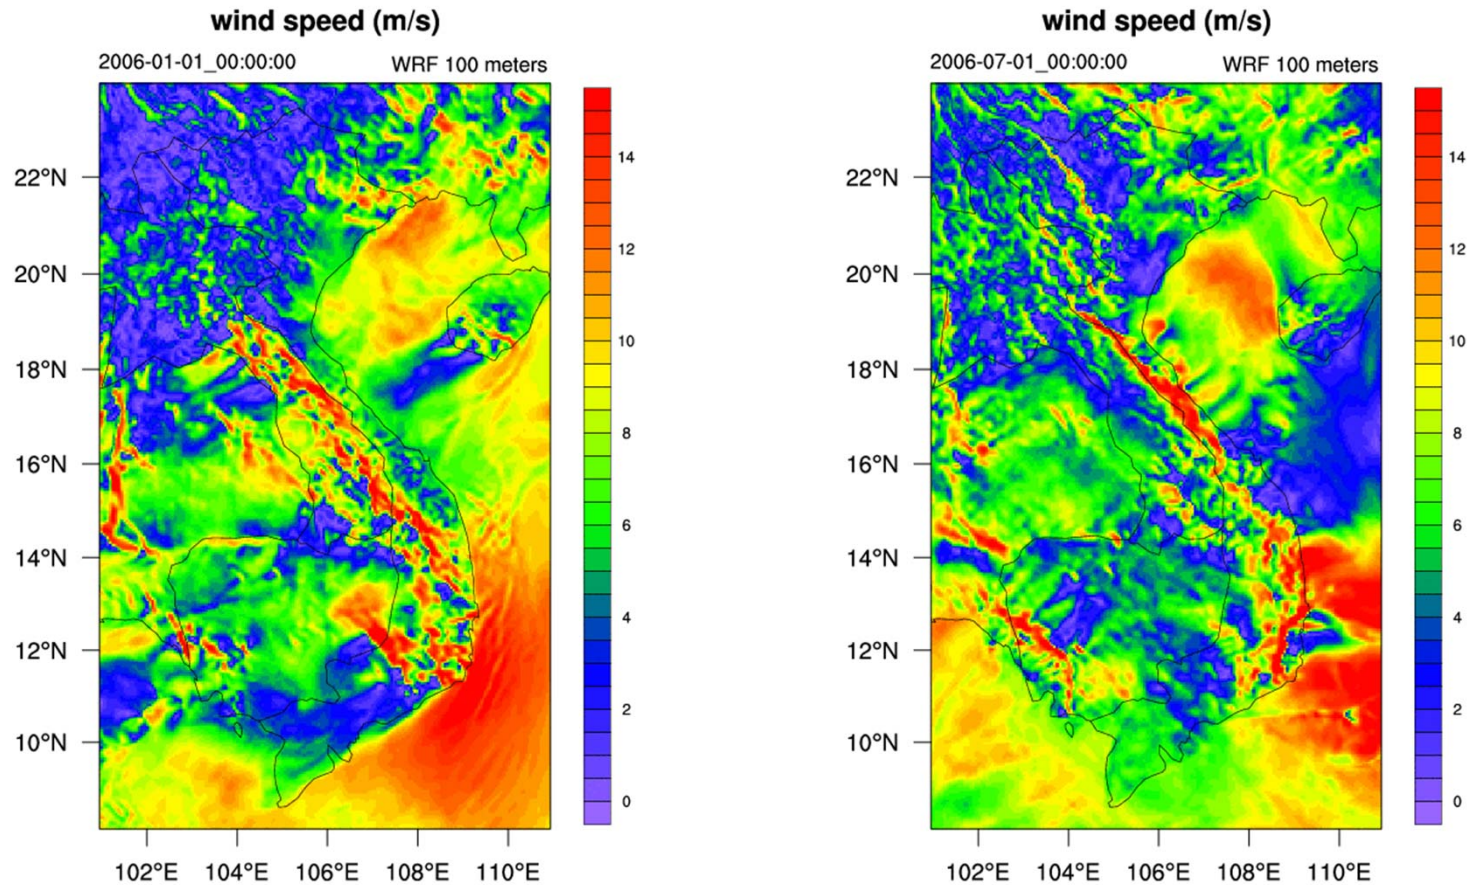 wind speed (m/s)
2006-01-01_00:00:00 WRF 100 meters
22°N
20°N
18°N
16°N
14°N
12°N
10°N
102°E 104°E 106°E 108°E 110°E
14
12
10
8
6
4
2
0
wind speed (m/s)
2006-07-01_00:00:00 WRF 100 meters
22°N
20°N
18°N
16°N
14°N
12°N
10°N
102°E 104°E 106°E 108°E 110°E
14
12
10
8
6
4
2
0